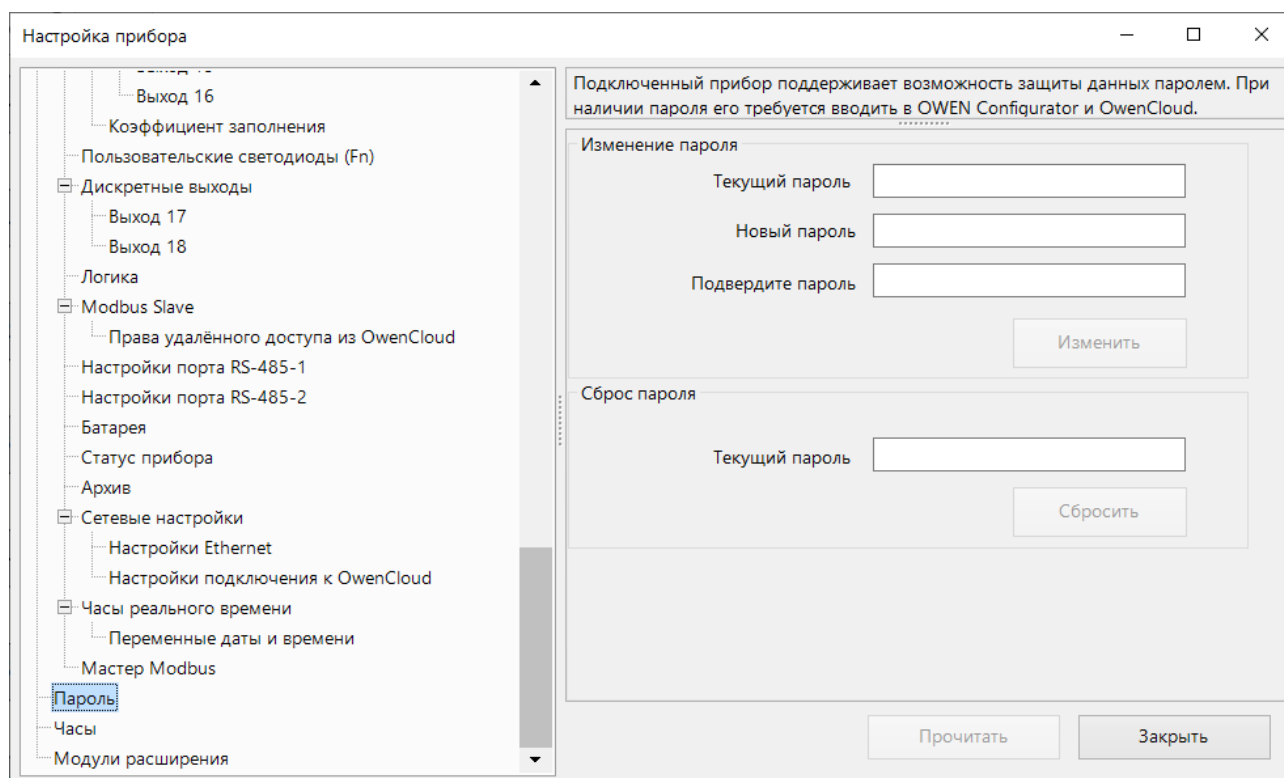 Настройка прибора
Выход 16
Коэффициент заполнения
Пользовательские светодиоды (Fn)
Дискретные выходы
Выход 17
Выход 18
Логика
Modbus Slave
Права удалённого доступа из OwenCloud
Настройки порта RS-485-1
Настройки порта RS-485-2
Батарея
Статус прибора
Архив
Сетевые настройки
Настройки Ethernet
Настройки подключения к OwenCloud
Часы реального времени
Переменные даты и времени
Мастер Modbus
Пароль
Часы
Модули расширения
Подключенный прибор поддерживает возможность защиты данных паролем. При
наличии пароля его требуется вводить в OWEN Configurator и OwenCloud.
Изменение пароля
Текущий пароль
Новый пароль
Подвердите пароль
Изменить
Сброс пароля
Текущий пароль
Сбросить
Прочитать
Закрыть